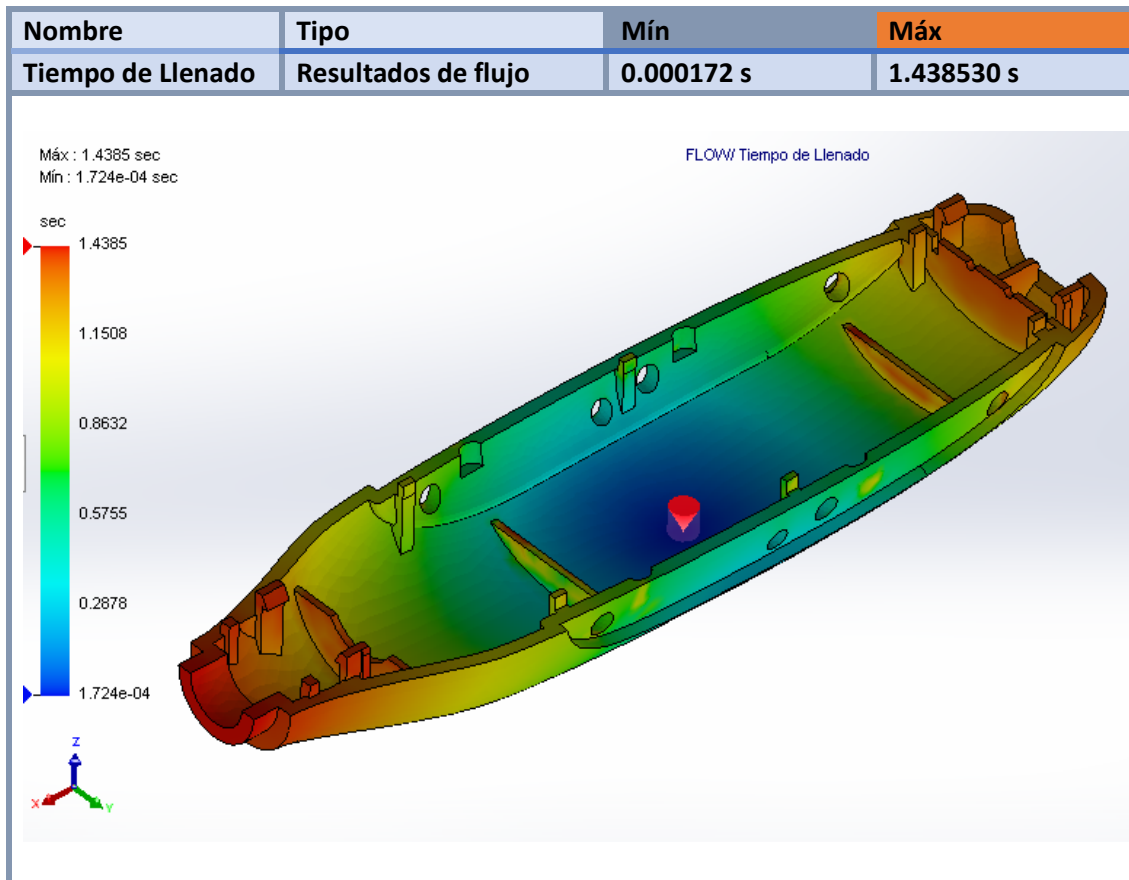 Nombre Tipo Mín Máx
Tiempo de Llenado Resultados de flujo 0.000172 s 1.438530 s
Máx : 1.4385 sec
Mín : 1.724e-04 sec
FLOW/ Tiempo de Llenado
sec
1.4385
1.1508
0.8632
0.5755
0.2878
1.724e-04
Z
X
Y